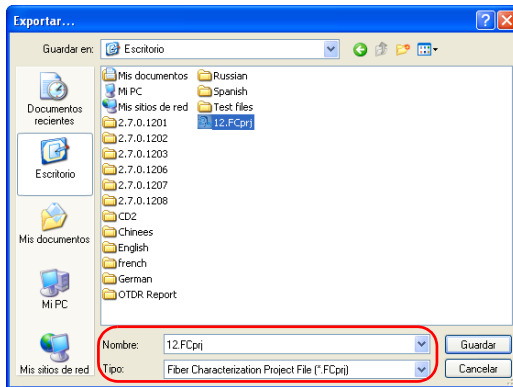 Exportar...
Guardar en:
Escritorio
Documentos recientes
Escritorio
Mis documentos
Mi PC
Mis sitios de red
Mis documentos
Mi PC
Mis sitios de red
2.7.0.1201
2.7.0.1202
2.7.0.1203
2.7.0.1206
2.7.0.1207
2.7.0.1208
CD2
Chinees
English
french
German
OTDR Report
Russian
Spanish
Test files
12.FCprj
Nombre:
12.FCprj
Guardar
Tipo:
Fiber Characterization Project File (*.FCprj)
Cancelar